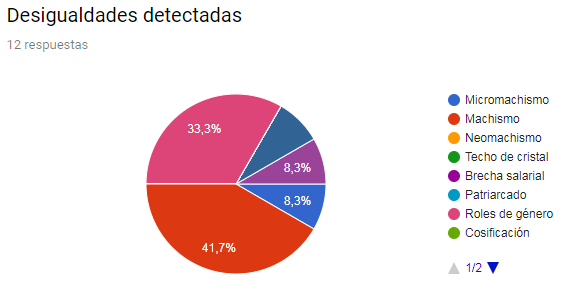 Desigualdades detectadas
12 respuestas
33,3%
8,3%
8,3%
41,7%
Micromachismo
Machismo
Neomachismo
Techo de cristal
Brecha salarial
Patriarcado
Roles de género
Cosificación
1/2